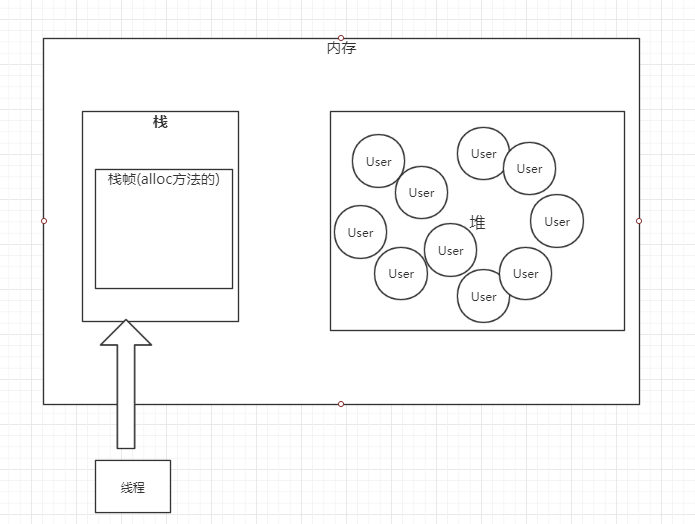 内存
栈
栈帧(alloc方法的)
User
User
User
User
User
堆
User
User
User
User
User
User
线程